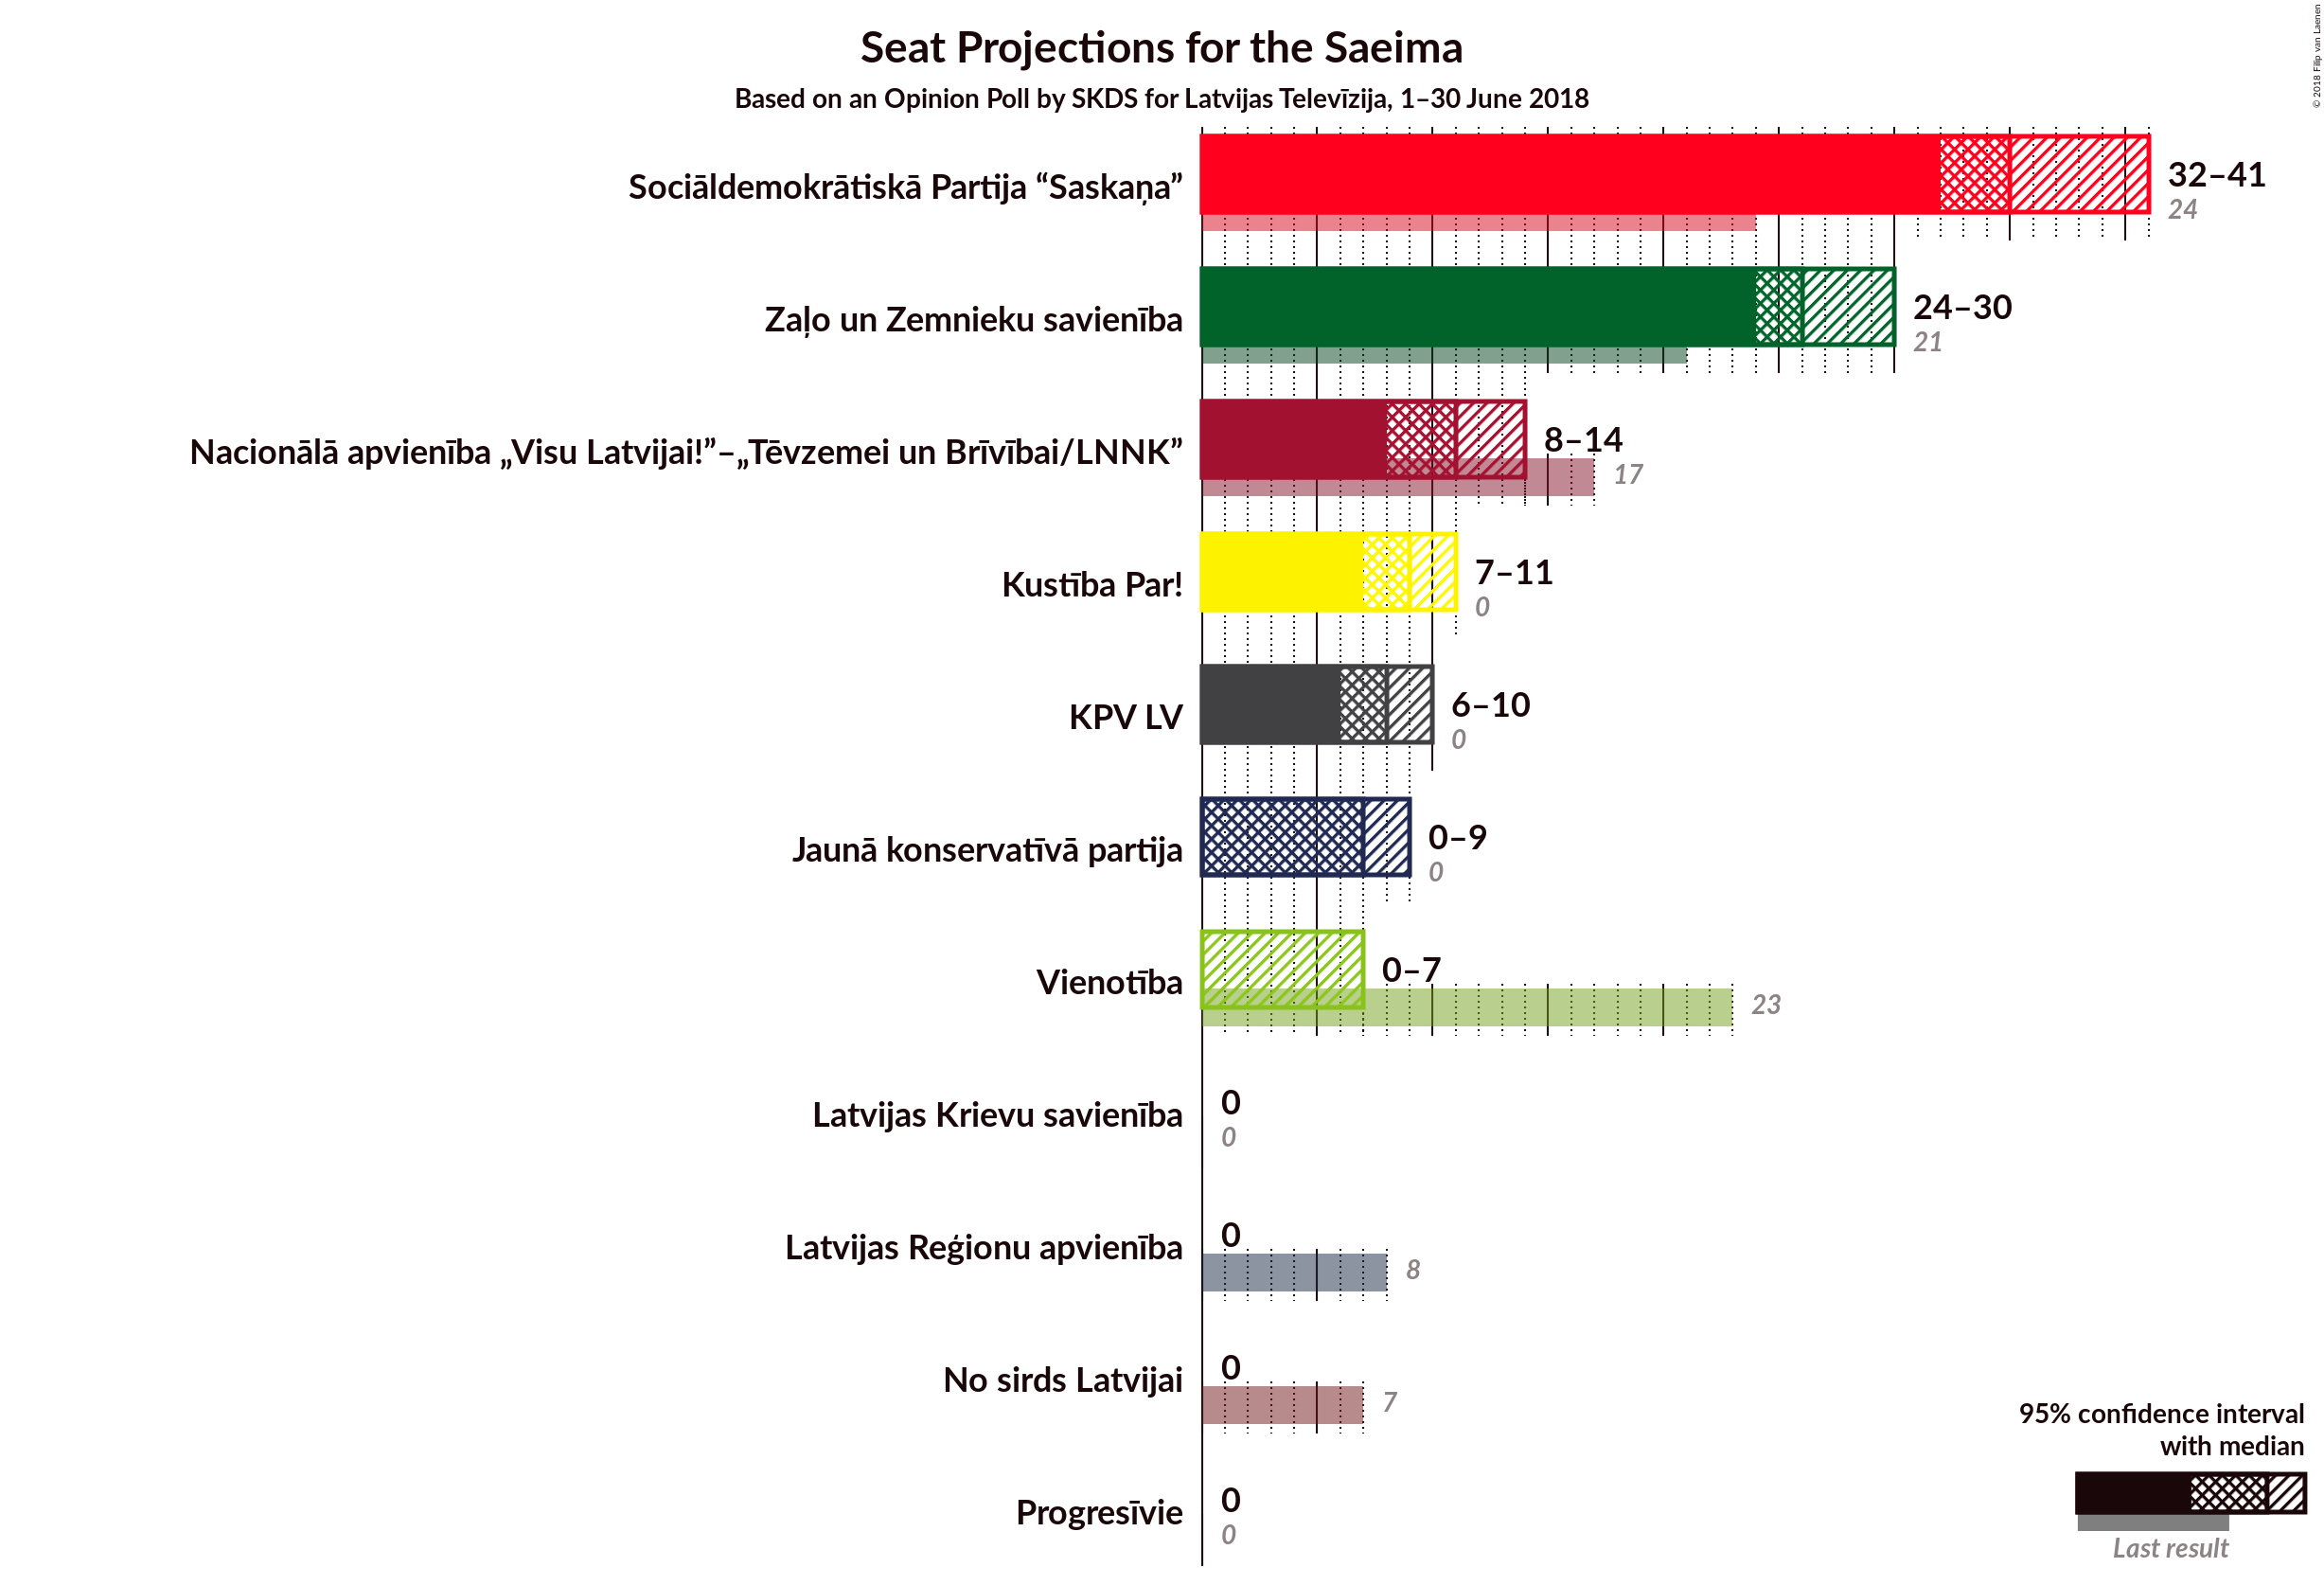 Seat Projections for the Saeima
Based on an Opinion Poll by SKDS for Latvijas Televīzija, 1–30 June 2018
© 2018 Filip van Laenen
Sociāldemokrātiskā Partija “Saskaņa”
32–41
24
Zaļo un Zemnieku savienība
24–30
21
Nacionālā apvienība „Visu Latvijai!”–„Tēvzemei un Brīvībai/LNNK”
8–14
17
Kustība Par!
7–11
0
KPV LV
6–10
0
Jaunā konservatīvā partija
0–9
0
Vienotība
0–7
23
Latvijas Krievu savienība
0
0
Latvijas Reģionu apvienība
0
8
No sirds Latvijai
0
7
Progresīvie
0
0
95% confidence interval
with median
Last result